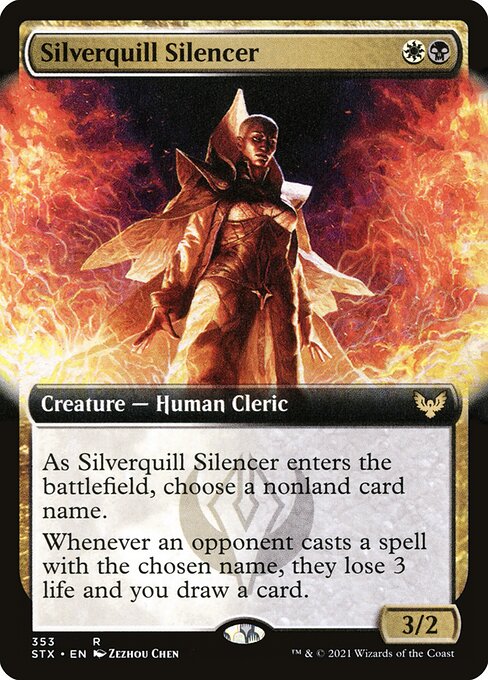 Silverquill Silencer
Creature — Human Cleric
As Silverquill Silencer enters the
battlefield, choose a nonland card
name.
Whenever an opponent casts a spell
with the chosen name, they lose 3
life and you draw a card.
3/2
353 R
STX • EN Zezhou Chen
™ & © 2021 Wizards of the Coast